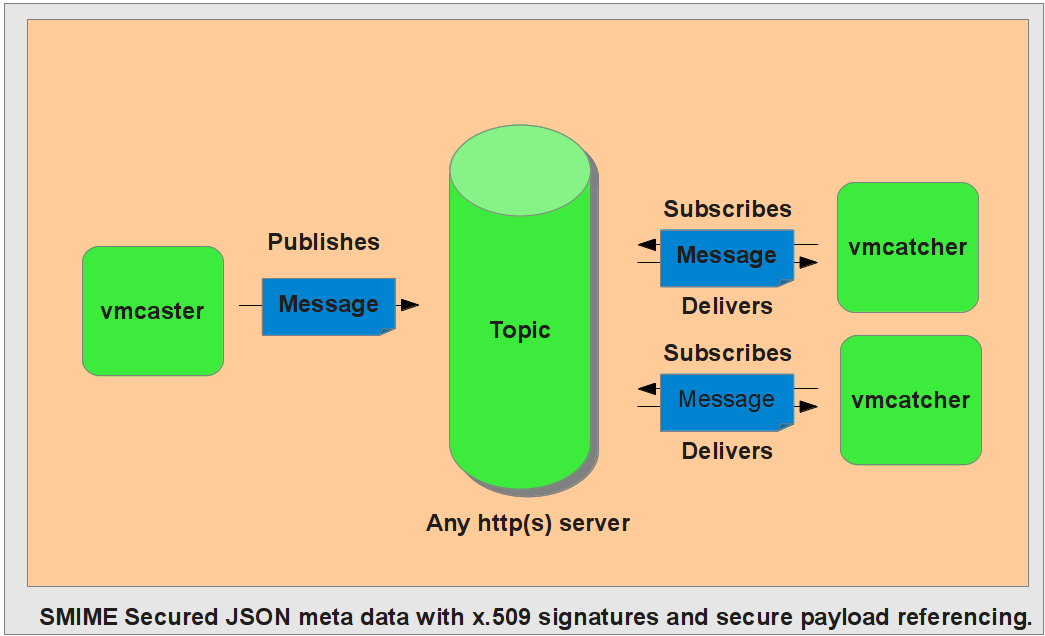 Publishes
vmcaster
Message
Topic
Any http(s) server
Subscribes
Message
Delivers
vmcatcher
Subscribes
Message
Delivers
vmcatcher
SMIME Secured JSON meta data with x.509 signatures and secure payload referencing.